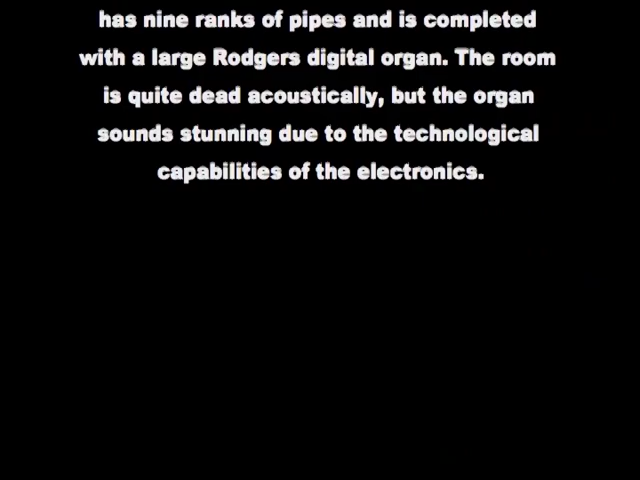 has nine ranks of pipes and is completed
with a large Rodgers digital organ. The room
is quite dead acoustically, but the organ
sounds stunning due to the technological
capabilities of the electronics.